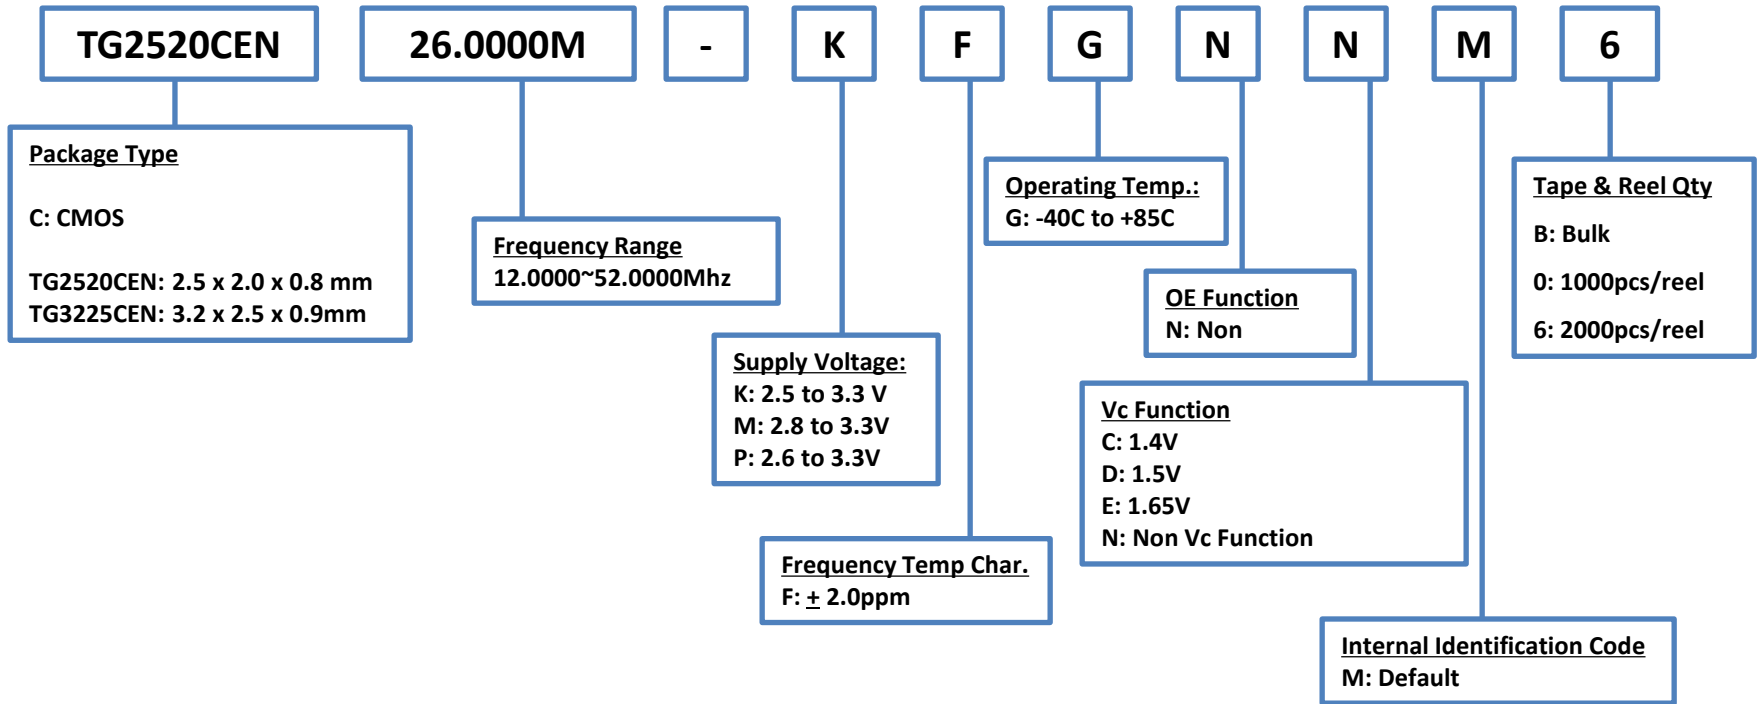 TG2520CEN 26.0000M - K F G N N M 6
Package Type
C: CMOS
TG2520CEN: 2.5 x 2.0 x 0.8 mm
TG3225CEN: 3.2 x 2.5 x 0.9mm
Frequency Range
12.0000~52.0000Mhz
Supply Voltage:
K: 2.5 to 3.3 V
M: 2.8 to 3.3V
P: 2.6 to 3.3V
Frequency Temp Char.
F: ± 2.0ppm
Operating Temp.:
G: -40C to +85C
OE Function
N: Non
Vc Function
C: 1.4V
D: 1.5V
E: 1.65V
N: Non Vc Function
Internal Identification Code
M: Default
Tape & Reel Qty
B: Bulk
0: 1000pcs/reel
6: 2000pcs/reel